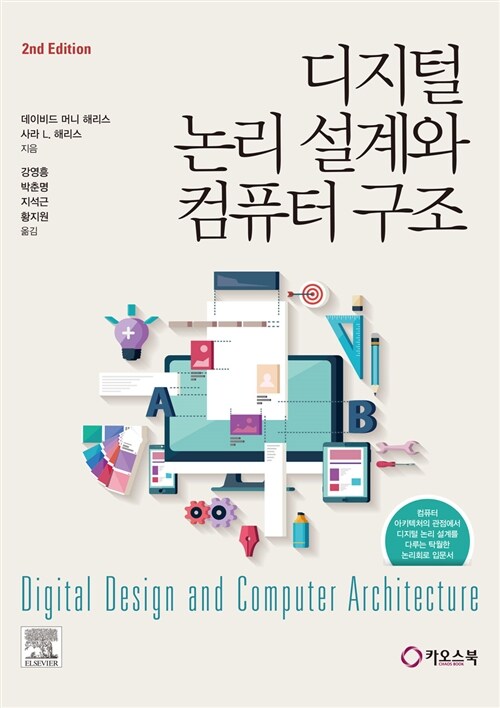 2nd Edition
디지털
논리 설계와
컴퓨터 구조
데이비드 머니 해리스
사라 L. 해리스
지음
강영흥
박춘명
지석근
황지원
옮김
A
B
컴퓨터
아키텍처의 관점에서
디지털 논리 설계를
다루는 탁월한
논리회로 입문서
Digital Design and Computer Architecture
ELSEVIER
카오스북
CHAOS BOOK